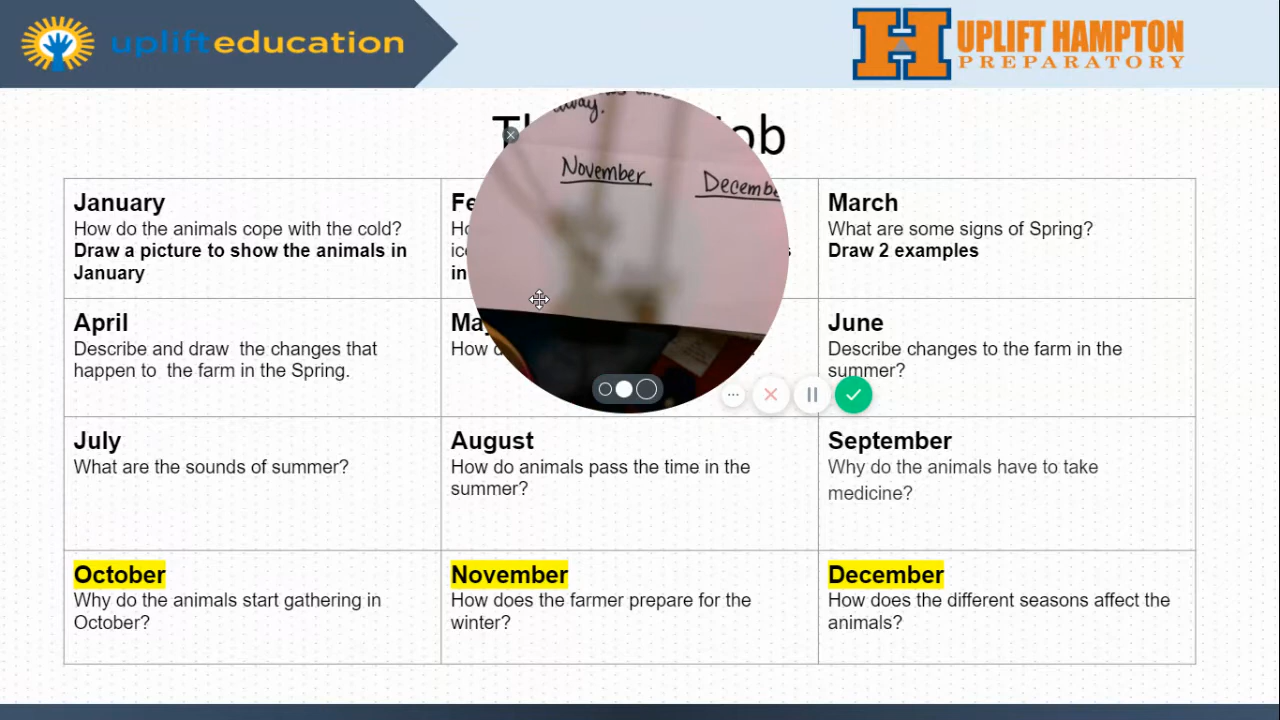 uplift education
UPLIFT HAMPTON
PREPARATORY
away.
November
January
How do the animals cope with the cold?
Draw a picture to show the animals in
January
in
March
What are some signs of Spring?
Draw 2 examples
April
Describe and draw the changes that
happen to the farm in the Spring.
June
Describe changes to the farm in the
summer?
July
What are the sounds of summer?
August
How do animals pass the time in the
summer?
September
Why do the animals have to take
medicine?
October
Why do the animals start gathering in
October?
November
How does the farmer prepare for the
winter?
December
How does the different seasons affect the
animals?